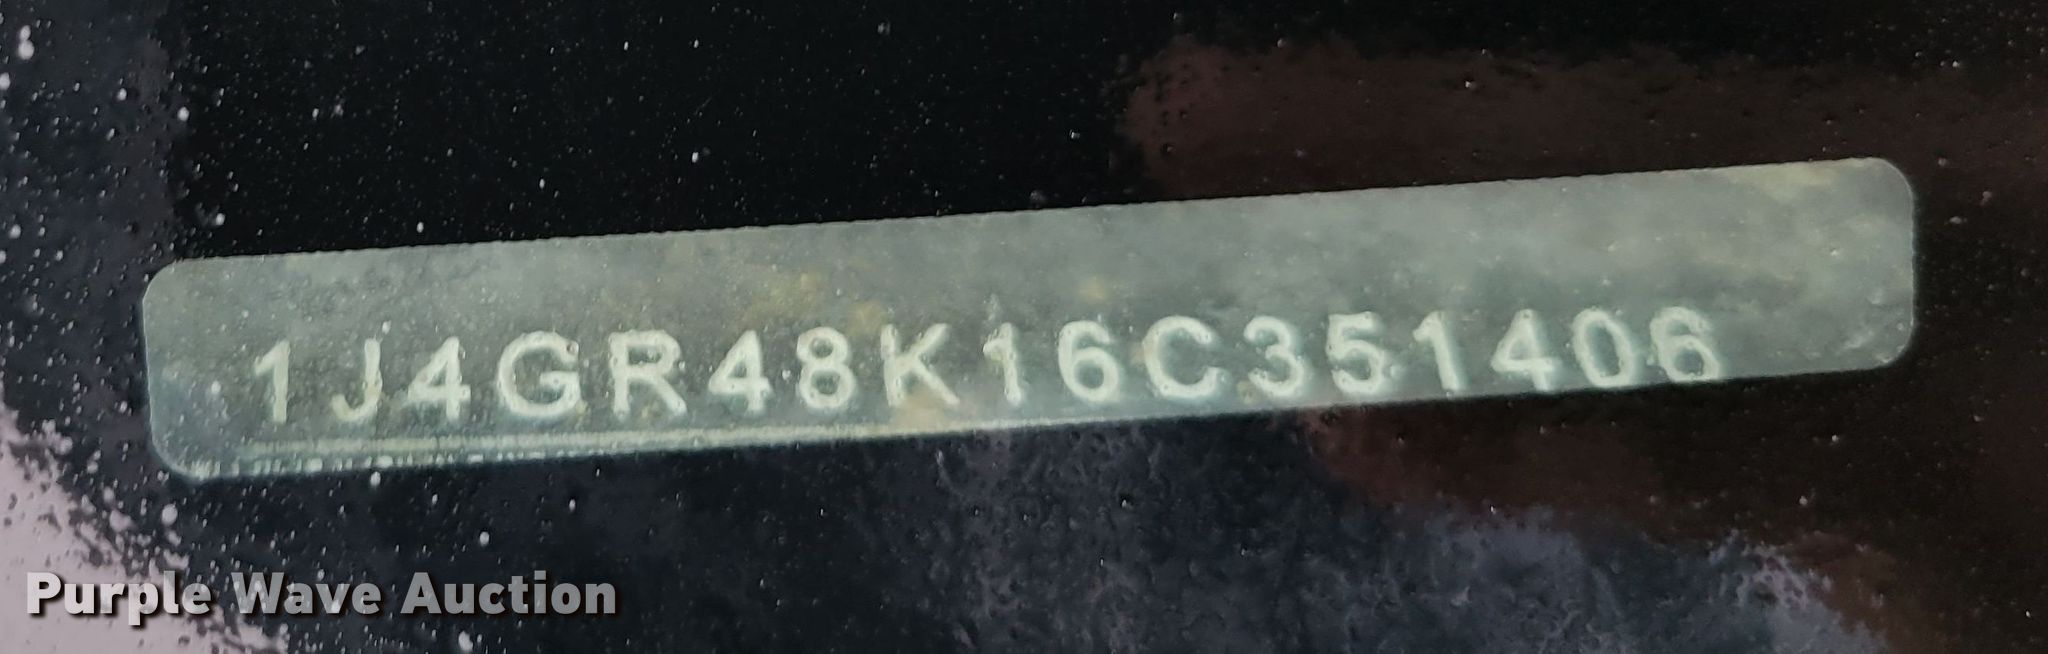 1J4GR48K16C351406
Purple Wave Auction